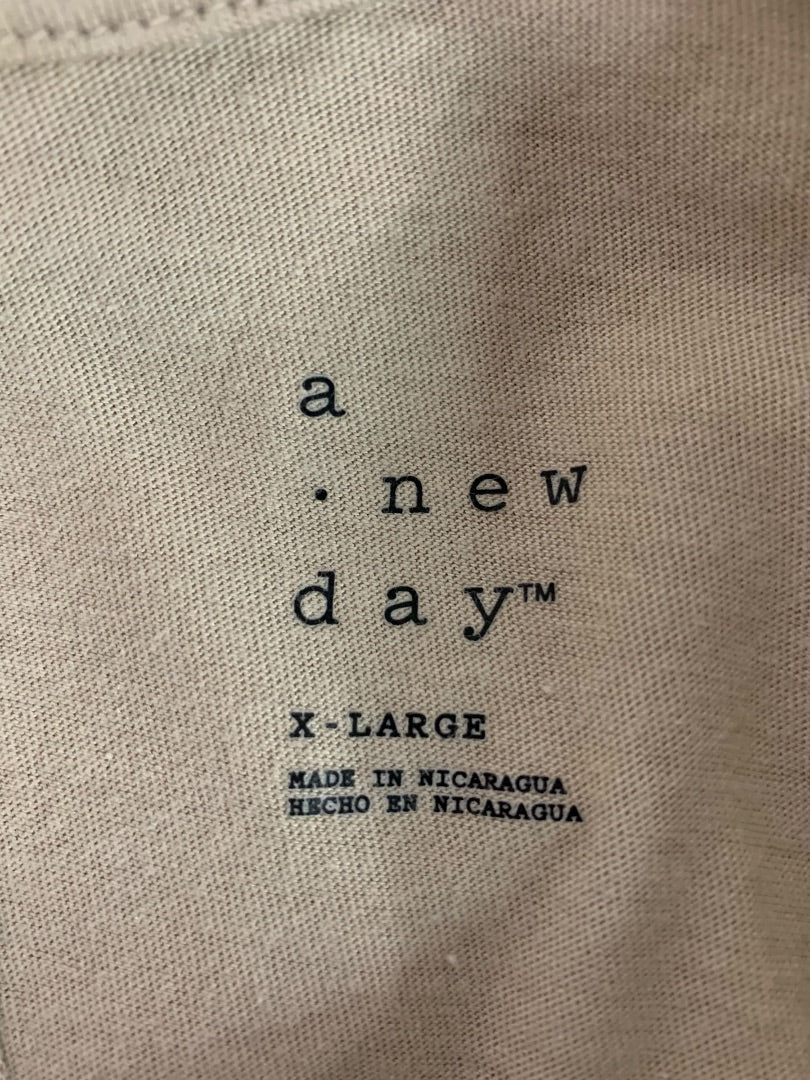 a
· new
day™
X-LARGE
MADE IN NICARAGUA
HECHO EN NICARAGUA